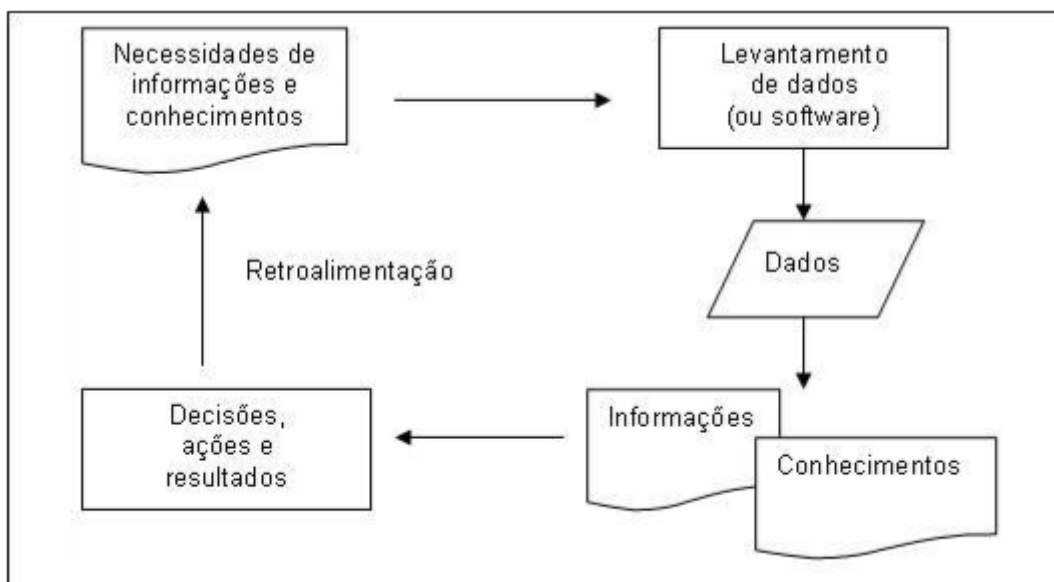 Necessidades de
informações e
conhecimentos
Levantamento
de dados
(ou software)
Dados
Retroalimentação
Informações
Conhecimentos
Decisões,
ações e
resultados